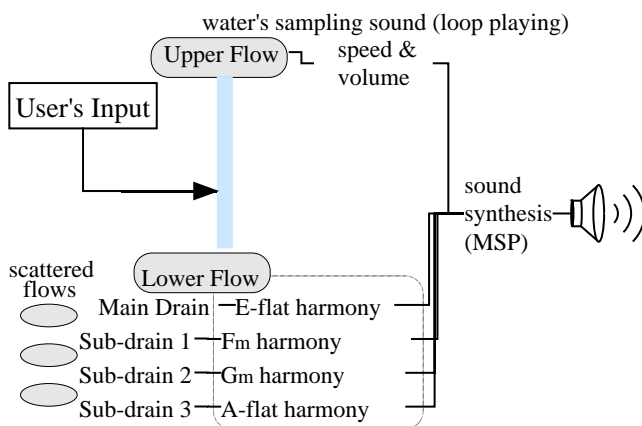 water's sampling sound (loop playing)
Upper Flow
speed &
volume
User's Input
sound
synthesis
(MSP)
Lower Flow
scattered
flows
Main Drain E-flat harmony
Sub-drain 1 Fm harmony
Sub-drain 2 Gm harmony
Sub-drain 3 A-flat harmony